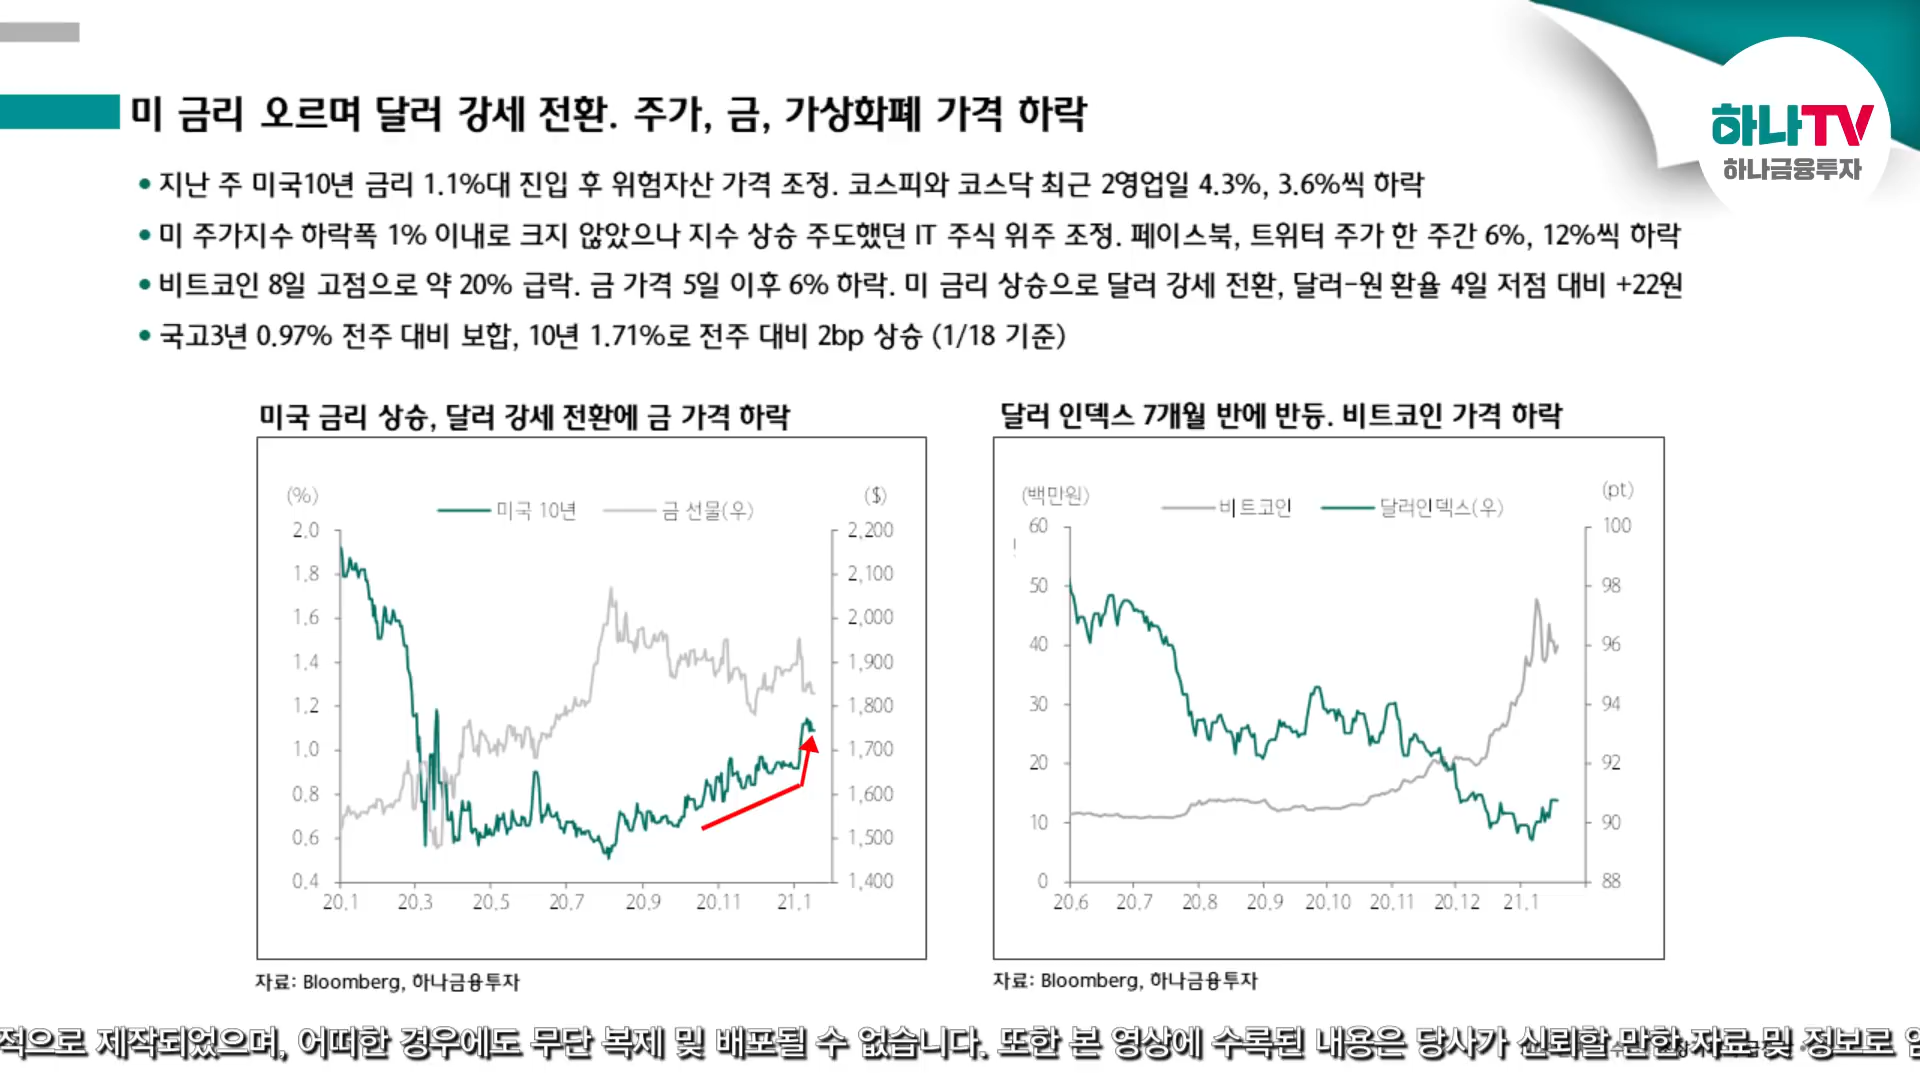 미 금리 오르며 달러 강세 전환. 주가, 금, 가상화폐 가격 하락
하나TV
하나금융투자
• 지난 주 미국10년 금리 1.1%대 진입 후 위험자산 가격 조정. 코스피와 코스닥 최근 2영업일 4.3%, 3.6%씩 하락
• 미 주가지수 하락폭 1% 이내로 크지 않았으나 지수 상승 주도했던 IT 주식 위주 조정. 페이스북, 트위터 주가 한 주간 6%, 12%씩 하락
• 비트코인 8일 고점으로 약 20% 급락. 금 가격 5일 이후 6% 하락. 미 금리 상승으로 달러 강세 전환, 달러-원 환율 4일 저점 대비 +22원
• 국고3년 0.97% 전주 대비 보합, 10년 1.71%로 전주 대비 2bp 상승 (1/18 기준)
미국 금리 상승, 달러 강세 전환에 금 가격 하락
(%)
($)
미국 10년 금 선물(우)
2.0 2,200
1.8 2,100
1.6 2,000
1.4 1,900
1.2 1,800
1.0 1,700
0.8 1,600
0.6 1,500
0.4 1,400
20.1 20.3 20.5 20.7 20.9 20.11 21.1
자료: Bloomberg, 하나금융투자
달러 인덱스 7개월 반에 반등. 비트코인 가격 하락
(백만원)
(pt)
비트코인 달러인덱스(우)
60 100
50 98
40 96
30 94
20 92
10 90
0 88
20.6 20.7 20.8 20.9 20.10 20.11 20.12 21.1
자료: Bloomberg, 하나금융투자
적으로 제작되었으며, 어떠한 경우에도 무단 복제 및 배포될 수 없습니다. 또한 본 영상에 수록된 내용은 당사가 신뢰할 만한 자료 및 정보로